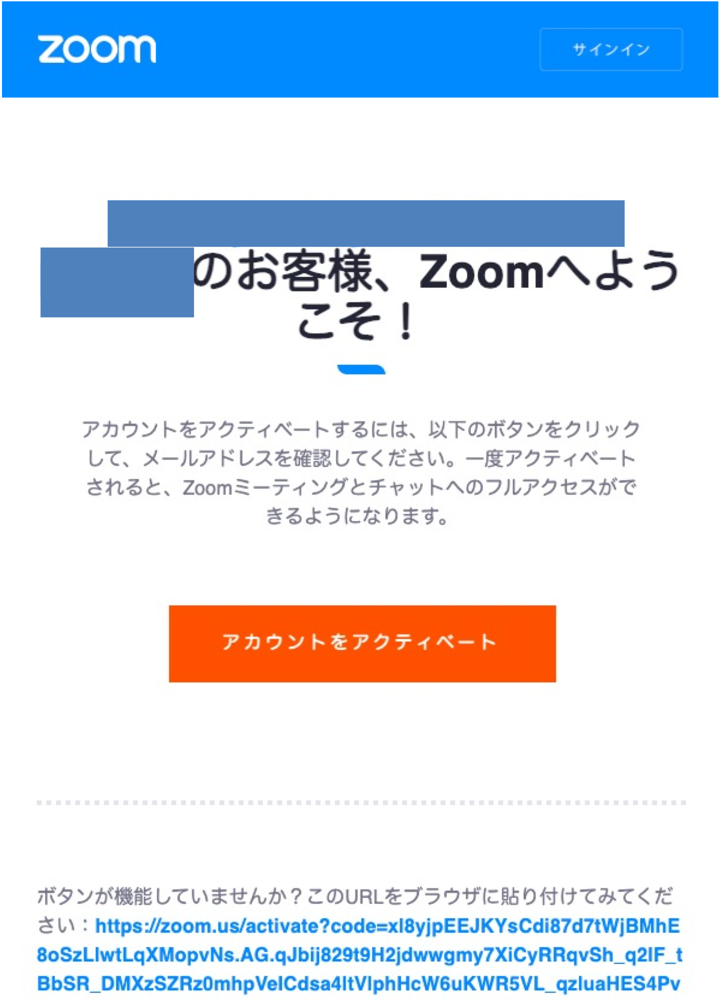 zoom
サインイン
のお客様、Zoomへよう
こそ！
アカウントをアクティベートするには、以下のボタンをクリック
して、メールアドレスを確認してください。一度アクティベート
されると、Zoomミーティングとチャットへのフルアクセスがで
きるようになります。
アカウントをアクティベート
ボタンが機能していませんか？このURLをブラウザに貼り付けてみてくだ
さい：https://zoom.us/activate?code=xl8yjpEEJKYsCdi87d7tWjBMhE
8oSzLlwtLqXMopvNs.AG.qJbij829t9H2jdwwgmy7XiCyRRqvSh_q2lF_t
BbSR_DMXzSZRz0mhpVelCdsa4ltVlphHcW6uKWR5VL_qzluaHES4Pv